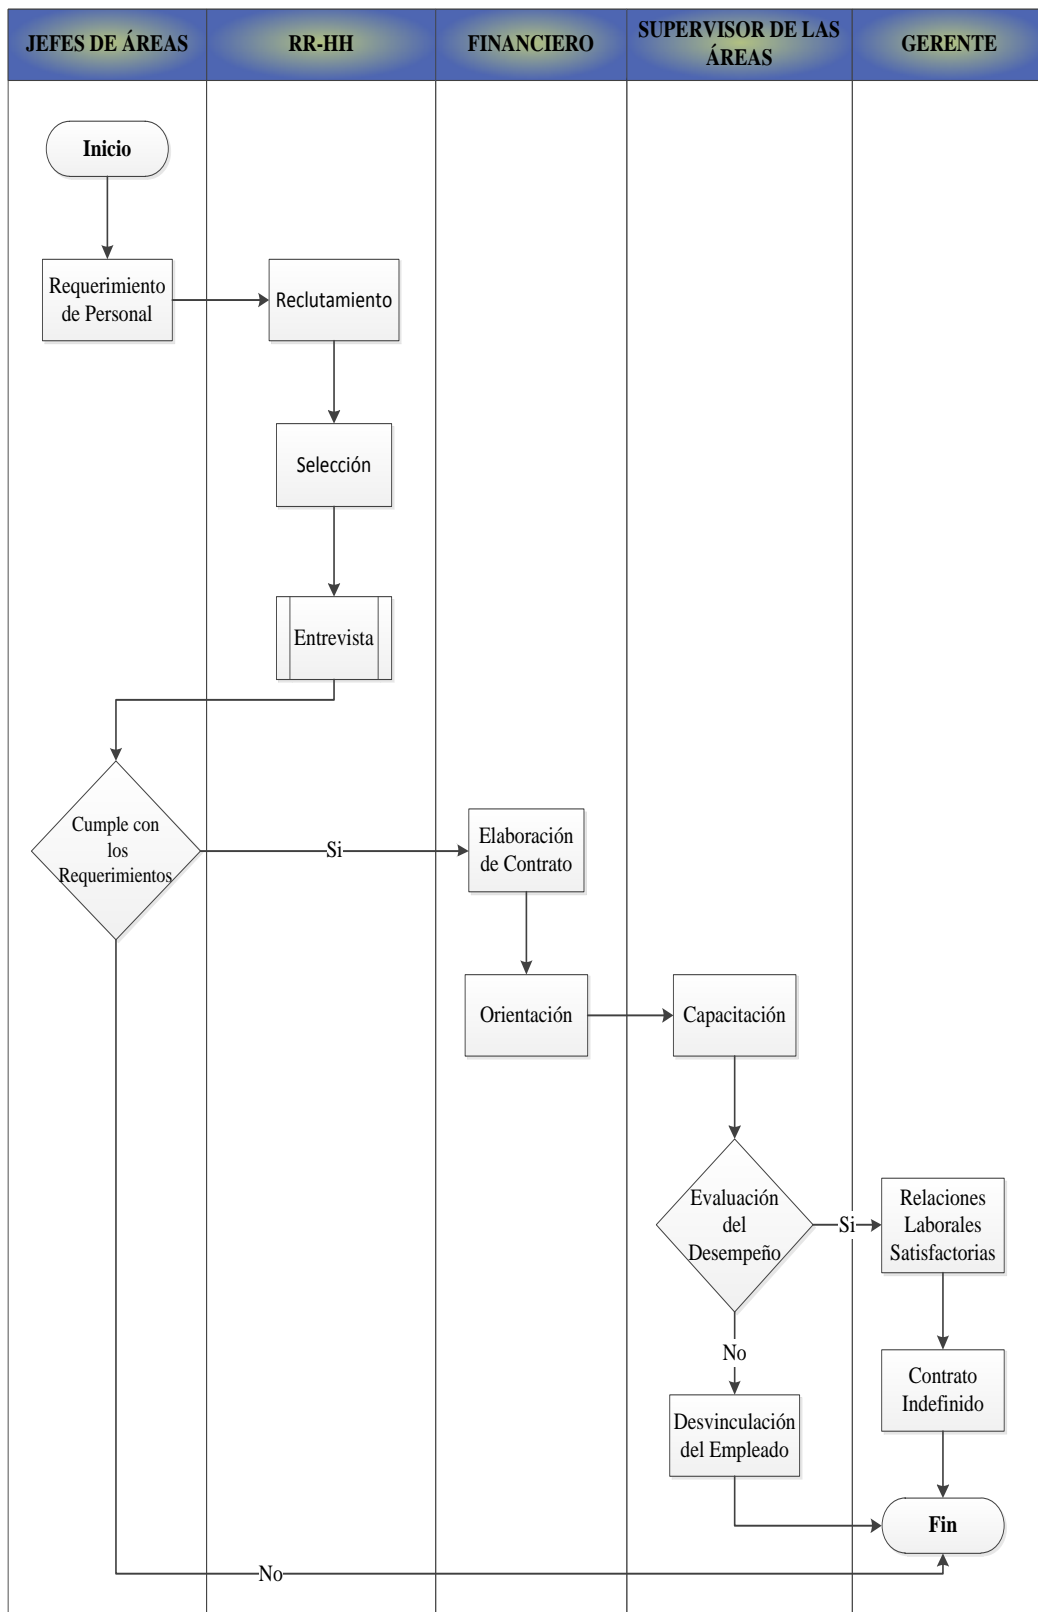 JEFES DE ÁREAS
RR-HH
FINANCIERO
SUPERVISOR DE LAS
ÁREAS
GERENTE
Inicio
Requerimiento
de Personal
Reclutamiento
Selección
Entrevista
Cumple con
los
Requerimientos
Si
Elaboración
de Contrato
Orientación
Capacitación
Evaluación
del
Desempeño
Si
Relaciones
Laborales
Satisfactorias
No
Contrato
Indefinido
Desvinculación
del Empleado
Fin
No